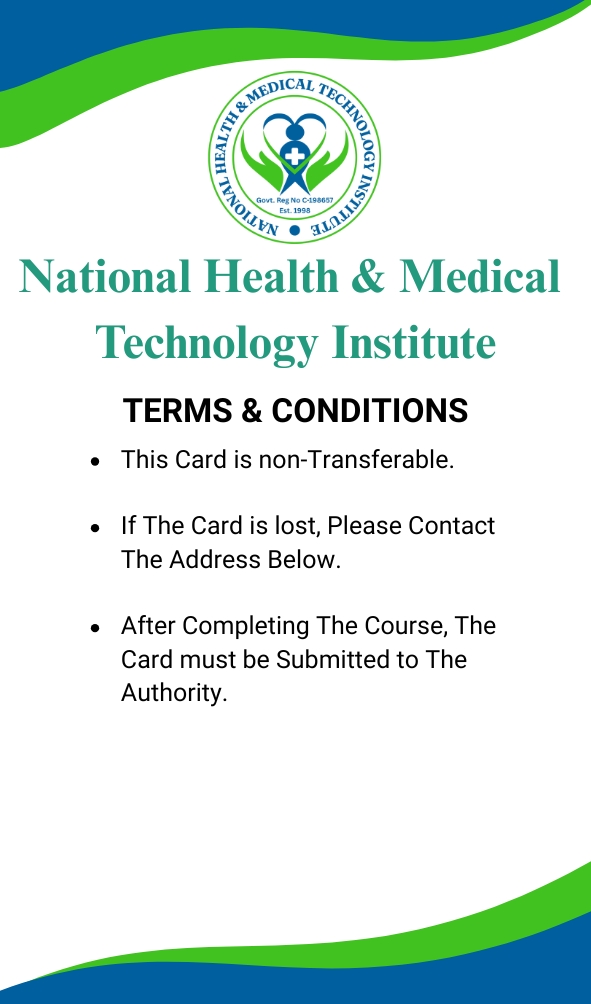 NATIONAL HEALTH & MEDICAL TECHNOLOGY INSTITUTE
Govt. Reg No C-198657
Est. 1998
National Health & Medical
Technology Institute
TERMS & CONDITIONS
• This Card is non-Transferable.
• If The Card is lost, Please Contact
The Address Below.
• After Completing The Course, The
Card must be Submitted to The
Authority.